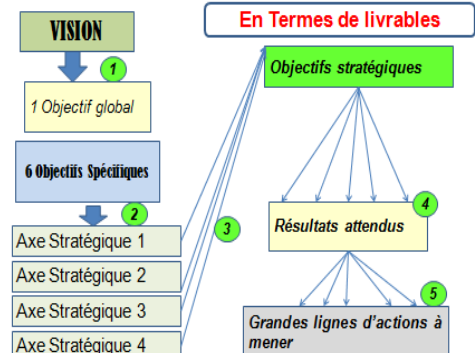 En Termes de livrables
VISION
1
1 Objectif global
6 Objectifs Spécifiques
2
Axe Stratégique 1
Axe Stratégique 2
Axe Stratégique 3
Axe Stratégique 4
3
Objectifs stratégiques
4
Résultats attendus
5
Grandes lignes d'actions à
mener